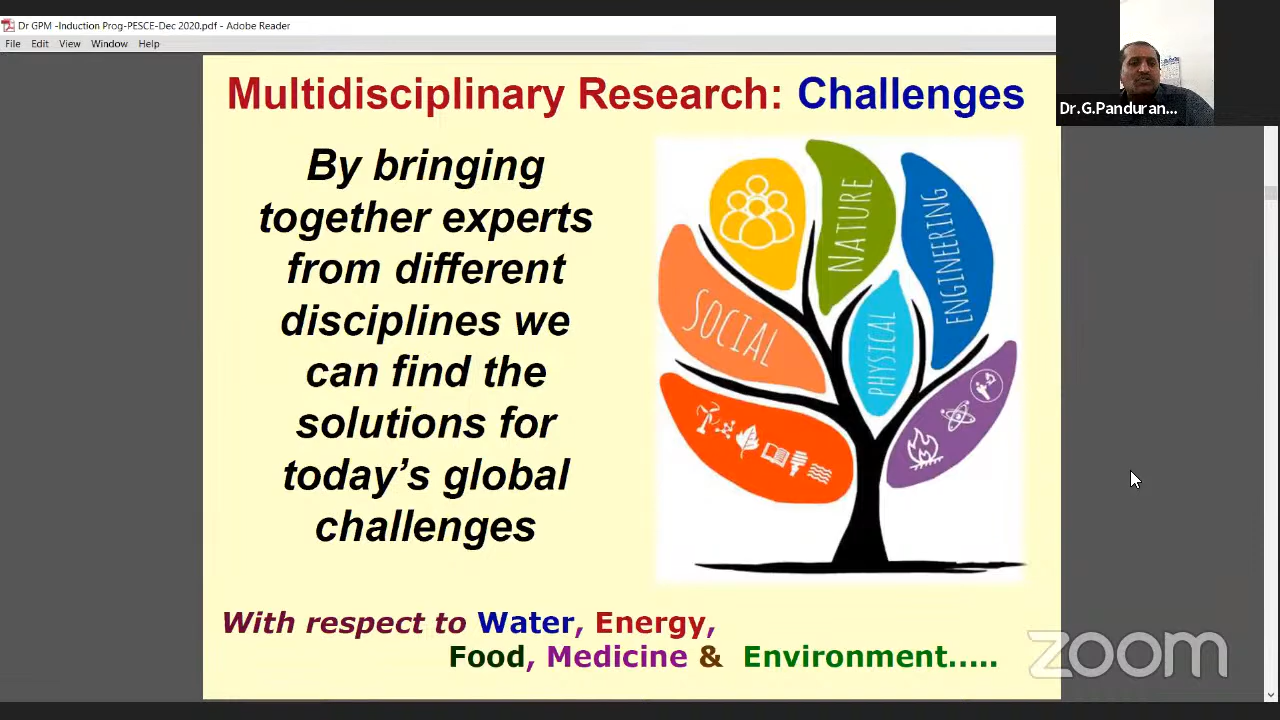 Dr GPM -Induction Prog-PESCE-Dec 2020.pdf - Adobe Reader
File Edit View Window Help
Dr.G.Panduran...
Multidisciplinary Research: Challenges
By bringing
together experts
from different
disciplines we
can find the
solutions for
today’s global
challenges
NATURE
ENGINEERING
SOCIAL
PHYSICAL
With respect to Water, Energy,
Food, Medicine & Environment.....
zoom